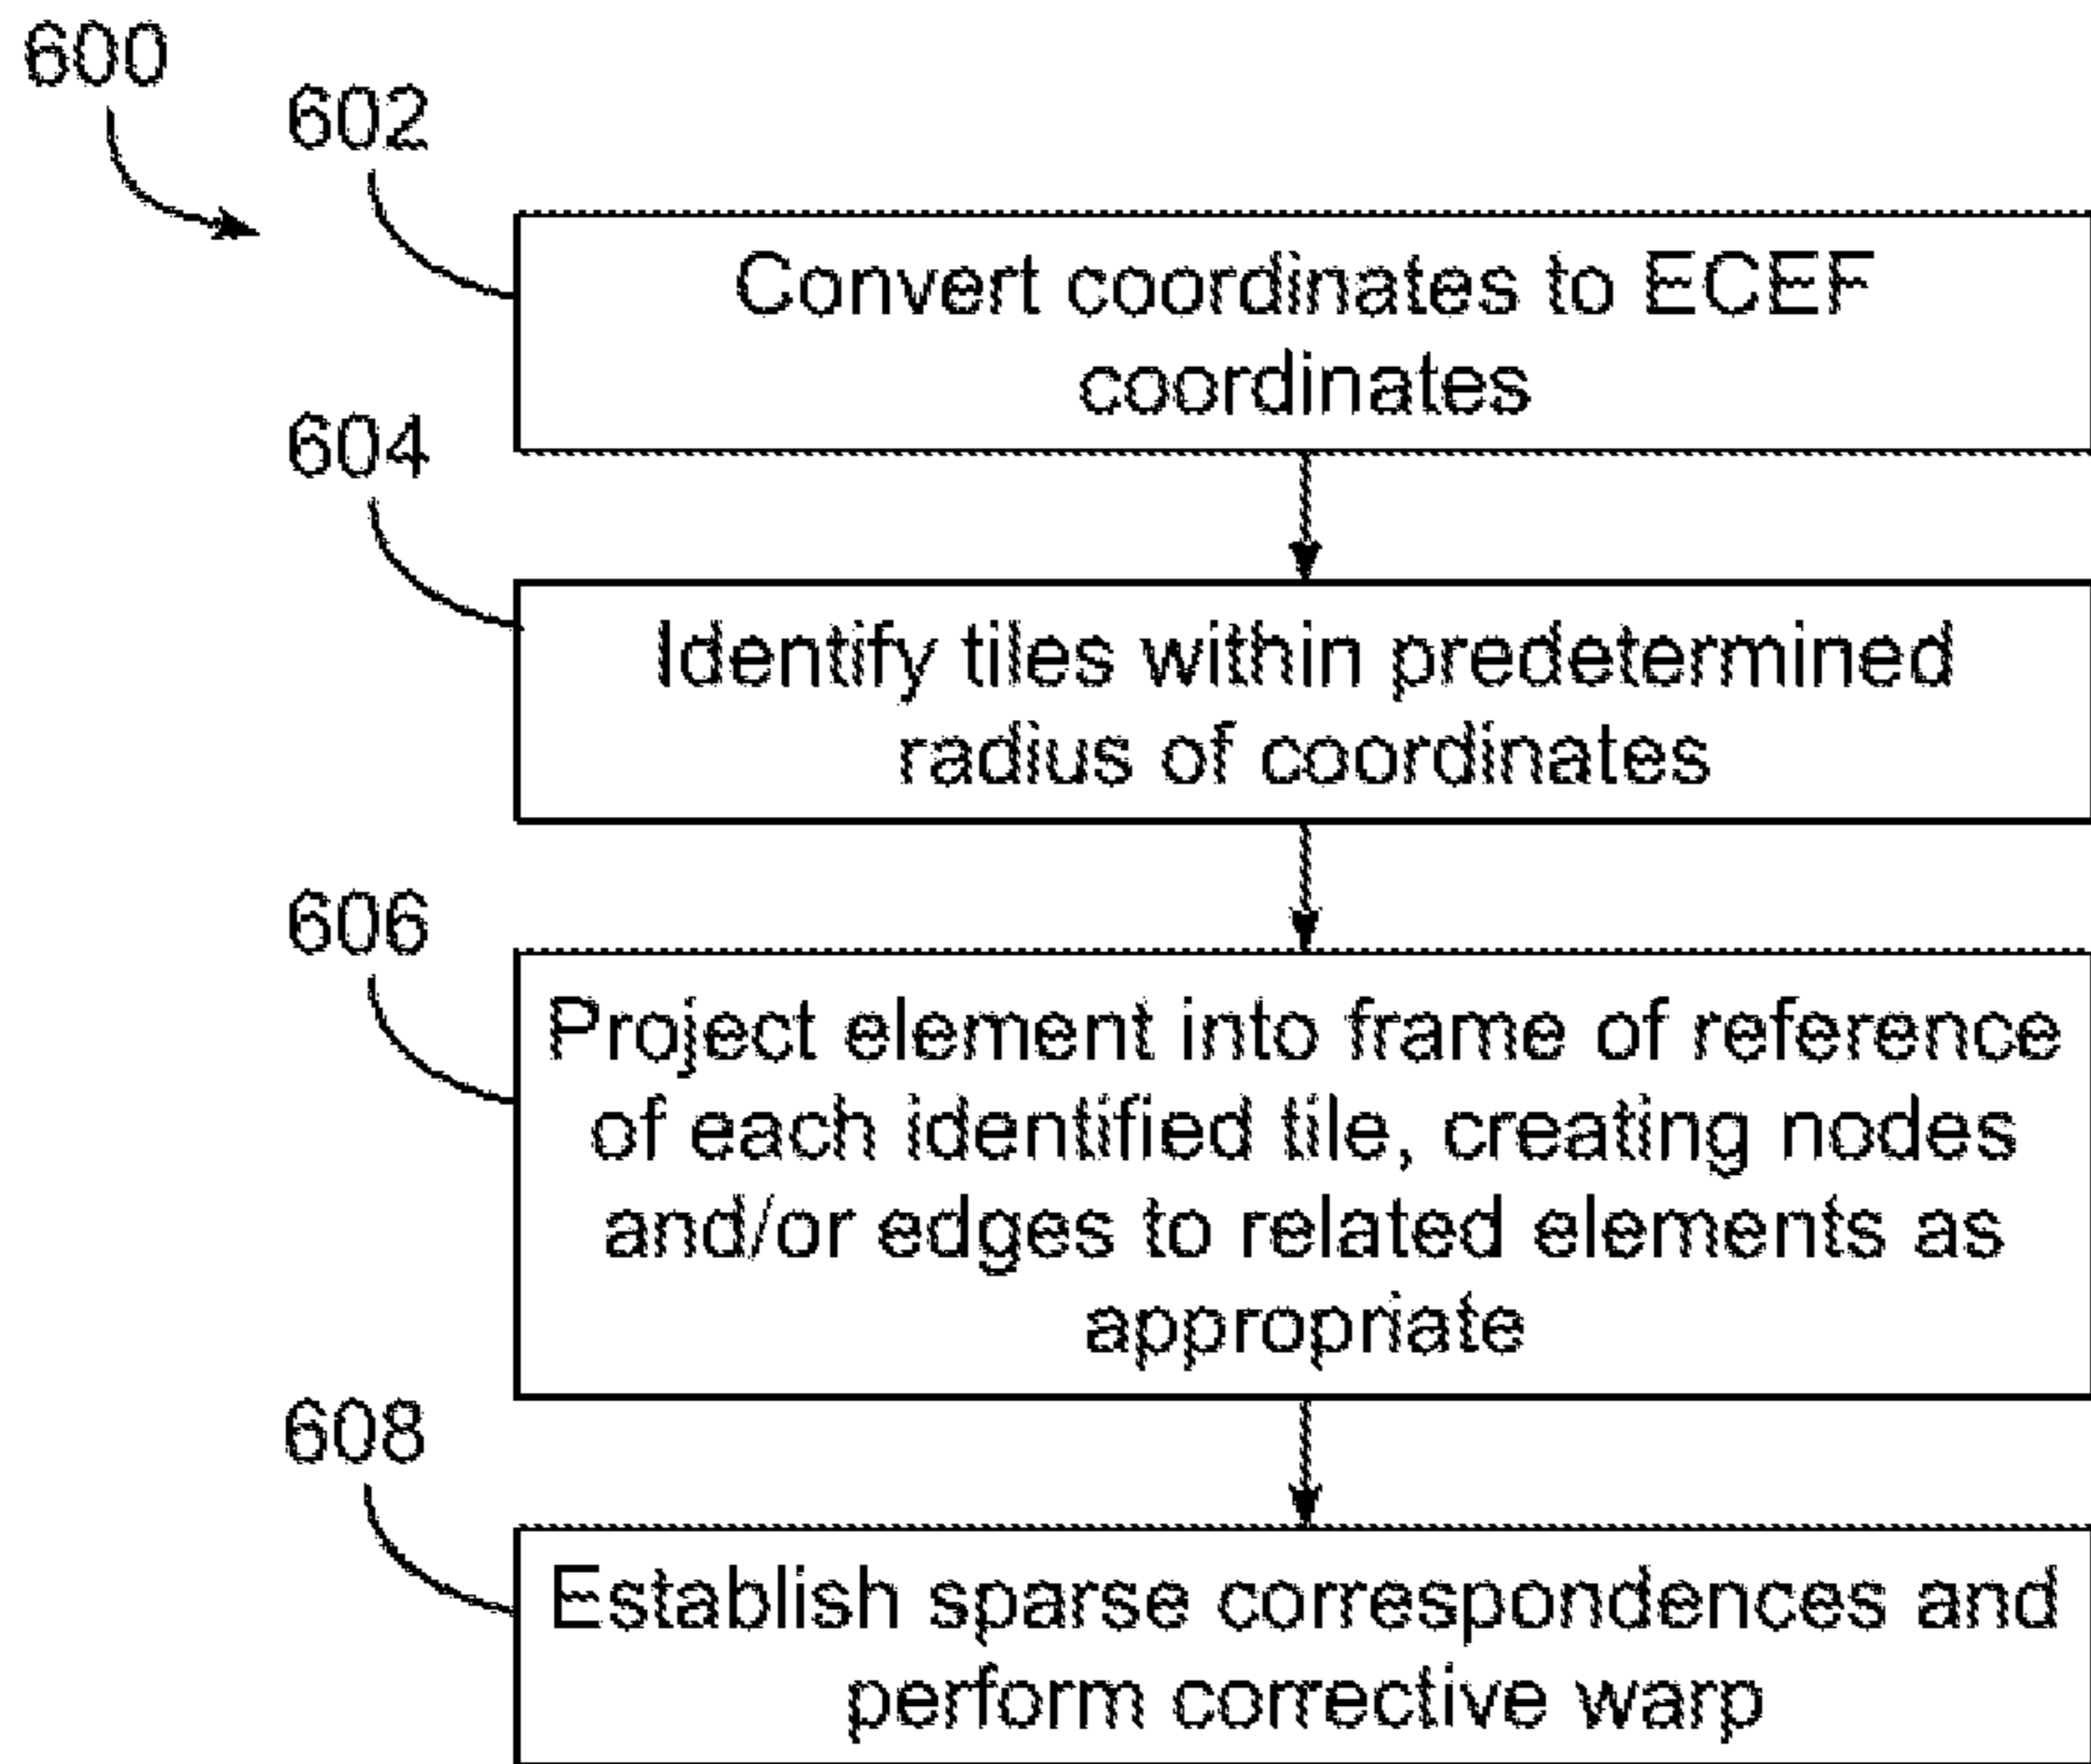 600
602
Convert coordinates to ECEF
coordinates
604
Identify tiles within predetermined
radius of coordinates
606
Project element into frame of reference
of each identified tile, creating nodes
and/or edges to related elements as
appropriate
608
Establish sparse correspondences and
perform corrective warp